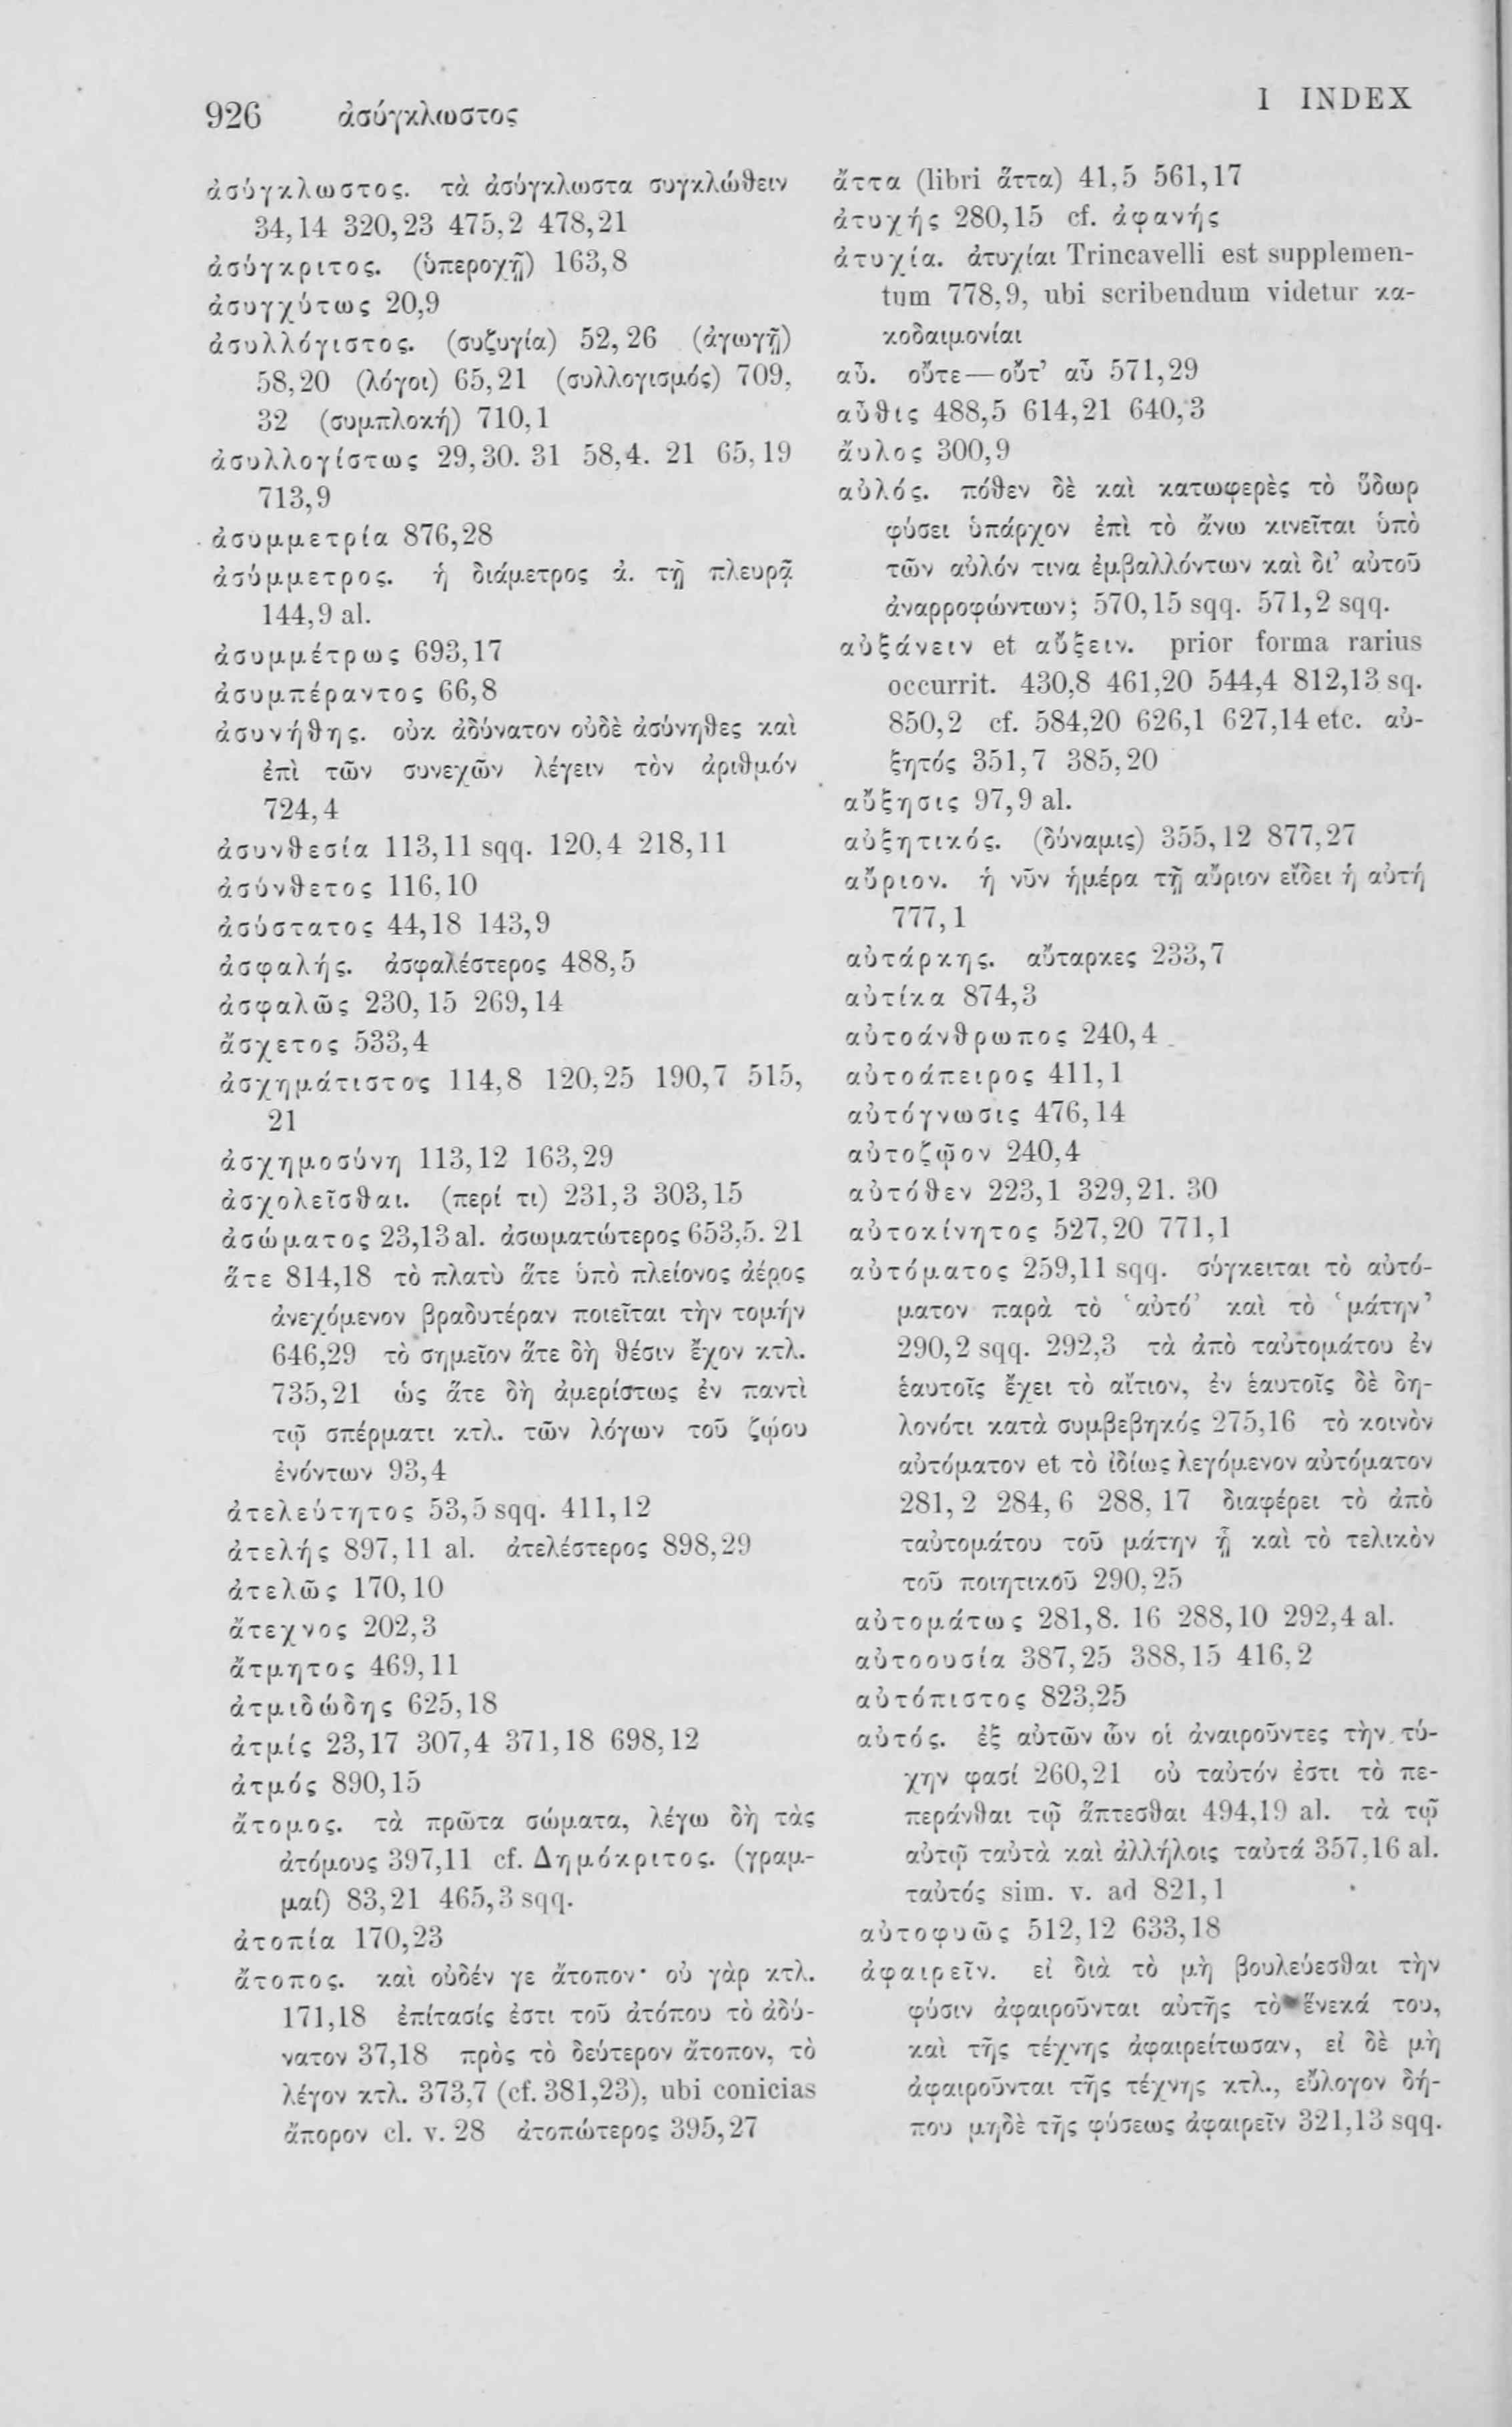 926 ἀσύγκλωστος
I INDEX
ἀσύγκλωστος. τὰ ἀσύγκλωστα συγκλώθειν
34,14 320,23 475,2 478,21
ἀσύγκριτος. (ὑπεροχῇ) 163,8
ἀσυγχύτως 20,9
ἀσυλλόγιστος. (συζυγία) 52,26 (ἀγωγῇ)
58,20 (λόγοι) 65,21 (συλλογισμός) 709,
32 (συμπλοκή) 710,1
ἀσυλλογίστως 29,30. 31 58,4. 21 65,19
713,9
ἀσυμμετρία 876,28
ἀσύμμετρος. ἡ διάμετρος ἀ. τῇ πλευρᾷ
144,9 al.
ἀσυμμέτρως 693,17
ἀσυμπέραντος 66,8
ἀσυνήθης. οὐκ ἀδύνατον οὐδὲ ἀσύνηθες καὶ
ἐπὶ τῶν συνεχῶν λέγειν τὸν ἀριθμόν
724,4
ἀσυνθεσία 113,11 sqq. 120,4 218,11
ἀσύνθετος 116,10
ἀσύστατος 44,18 143,9
ἀσφαλής. ἀσφαλέστερος 488,5
ἀσφαλῶς 230,15 269,14
ἄσχετος 533,4
ἀσχημάτιστος 114,8 120,25 190,7 515,
21
ἀσχημοσύνη 113,12 163,29
ἀσχολεῖσθαι. (περί τι) 231,3 303,15
ἀσώματος 23,13 al. ἀσωματώτερος 653,5. 21
ἅτε 814,18 τὸ πλατὺ ἅτε ὑπὸ πλείονος ἀέρος
ἀνεχόμενον βραδυτέραν ποιεῖται τὴν τομήν
646,29 τὸ σημεῖον ἅτε δὴ θέσιν ἔχον κτλ.
735,21 ὡς ἅτε δὴ ἀμερίστως ἐν παντὶ
τῷ σπέρματι κτλ. τῶν λόγων τοῦ ζῴου
ἐνόντων 93,4
ἀτελεύτητος 53,5 sqq. 411,12
ἀτελής 897,11 al. ἀτελέστερος 898,29
ἀτελῶς 170,10
ἄτεχνος 202,3
ἄτμητος 469,11
ἀτμιδώδης 625,18
ἀτμίς 23,17 307,4 371,18 698,12
ἀτμός 890,15
ἄτομος. τὰ πρῶτα σώματα, λέγω δὴ τὰς
ἀτόμους 397,11 cf. Δημόκριτος. (γραμ-
μαί) 83,21 465,3 sqq.
ἀτοπία 170,23
ἄτοπος. καὶ οὐδέν γε ἄτοπον· οὐ γὰρ κτλ.
171,18 ἐπίτασίς ἐστι τοῦ ἀτόπου τὸ ἀδύ-
νατον 37,18 πρὸς τὸ δεύτερον ἄτοπον, τὸ
λέγον κτλ. 373,7 (cf. 381,23), ubi conicias
ἄπορον cl. v. 28 ἀτοπώτερος 395,27
ἄττα (libri ἅττα) 41,5 561,17
ἀτυχής 280,15 cf. ἀφανής
ἀτυχία. ἀτυχίαι Trincavelli est supplemen-
tum 778,9, ubi scribendum videtur κα-
κοδαιμονίαι
αὖ. οὔτε—οὔτ’ αὖ 571,29
αὖθις 488,5 614,21 640,3
ἄυλος 300,9
αὐλός. πόθεν δὲ καὶ κατωφερὲς τὸ ὕδωρ
φύσει ὑπάρχον ἐπὶ τὸ ἄνω κινεῖται ὑπὸ
τῶν αὐλόν τινα ἐμβαλλόντων καὶ δι’ αὐτοῦ
ἀναρροφώντων; 570,15 sqq. 571,2 sqq.
αὐξάνειν et αὔξειν. prior forma rarius
occurrit. 430,8 461,20 544,4 812,13 sq.
850,2 cf. 584,20 626,1 627,14 etc. αὐ-
ξητός 351,7 385,20
αὔξησις 97,9 al.
αὐξητικός. (δύναμις) 355,12 877,27
αὔριον. ἡ νῦν ἡμέρα τῇ αὔριον εἴδει ἡ αὐτή
777,1
αὐτάρκης. αὔταρκες 233,7
αὐτίκα 874,3
αὐτοάνθρωπος 240,4
αὐτοάπειρος 411,1
αὐτόγνωσις 476,14
αὐτοζῷον 240,4
αὐτόθεν 223,1 329,21. 30
αὐτοκίνητος 527,20 771,1
αὐτόματος 259,11 sqq. σύγκειται τὸ αὐτό-
ματον παρὰ τὸ ‘αὐτό’ καὶ τὸ ‘μάτην’
290,2 sqq. 292,3 τὰ ἀπὸ ταὐτομάτου ἐν
ἑαυτοῖς ἔχει τὸ αἴτιον, ἐν ἑαυτοῖς δὲ δη-
λονότι κατὰ συμβεβηκός 275,16 τὸ κοινὸν
αὐτόματον et τὸ ἰδίως λεγόμενον αὐτόματον
281,2 284,6 288,17 διαφέρει τὸ ἀπὸ
ταὐτομάτου τοῦ μάτην ᾗ καὶ τὸ τελικὸν
τοῦ ποιητικοῦ 290,25
αὐτομάτως 281,8. 16 288,10 292,4 al.
αὐτοουσία 387,25 388,15 416,2
αὐτόπιστος 823,25
αὐτός. ἐξ αὐτῶν ὧν οἱ ἀναιροῦντες τὴν τύ-
χην φασί 260,21 οὐ ταὐτόν ἐστι τὸ πε-
περάνθαι τῷ ἅπτεσθαι 494,19 al. τὰ τῷ
αὐτῷ ταὐτὰ καὶ ἀλλήλοις ταὐτά 357,16 al.
ταὐτός sim. v. ad 821,1
αὐτοφυῶς 512,12 633,18
ἀφαιρεῖν. εἰ διὰ τὸ μὴ βουλεύεσθαι τὴν
φύσιν ἀφαιροῦνται αὐτῆς τὸ ἕνεκά του,
καὶ τῆς τέχνης ἀφαιρείτωσαν, εἰ δὲ μὴ
ἀφαιροῦνται τῆς τέχνης κτλ., εὔλογον δή-
που μηδὲ τῆς φύσεως ἀφαιρεῖν 321,13 sqq.